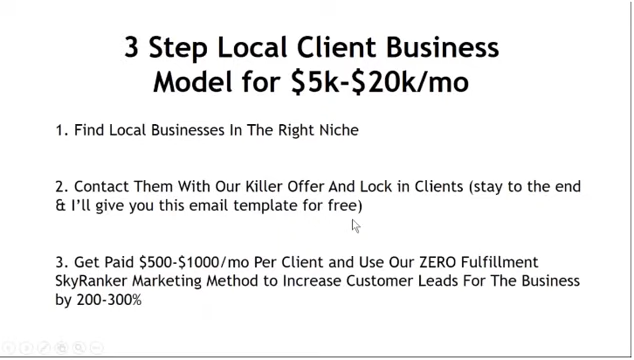 3 Step Local Client Business
Model for $5k-$20k/mo
1. Find Local Businesses In The Right Niche
2. Contact Them With Our Killer Offer And Lock in Clients (stay to the end
& I'll give you this email template for free)
3. Get Paid $500-$1000/mo Per Client and Use Our ZERO Fulfillment
SkyRanker Marketing Method to Increase Customer Leads For The Business
by 200-300%